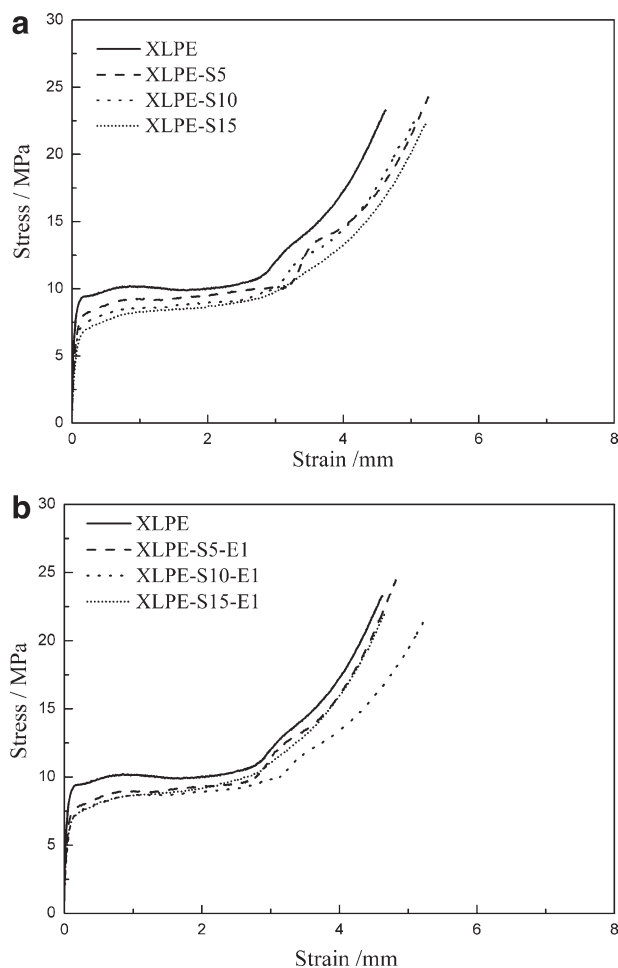 a
30
25
20
15
10
5
0
Stress / MPa
XLPE
XLPE-S5
XLPE-S10
XLPE-S15
0 2 4 6 8
Strain /mm
b
30
25
20
15
10
5
0
Stress / MPa
XLPE
XLPE-S5-E1
XLPE-S10-E1
XLPE-S15-E1
0 2 4 6 8
Strain /mm